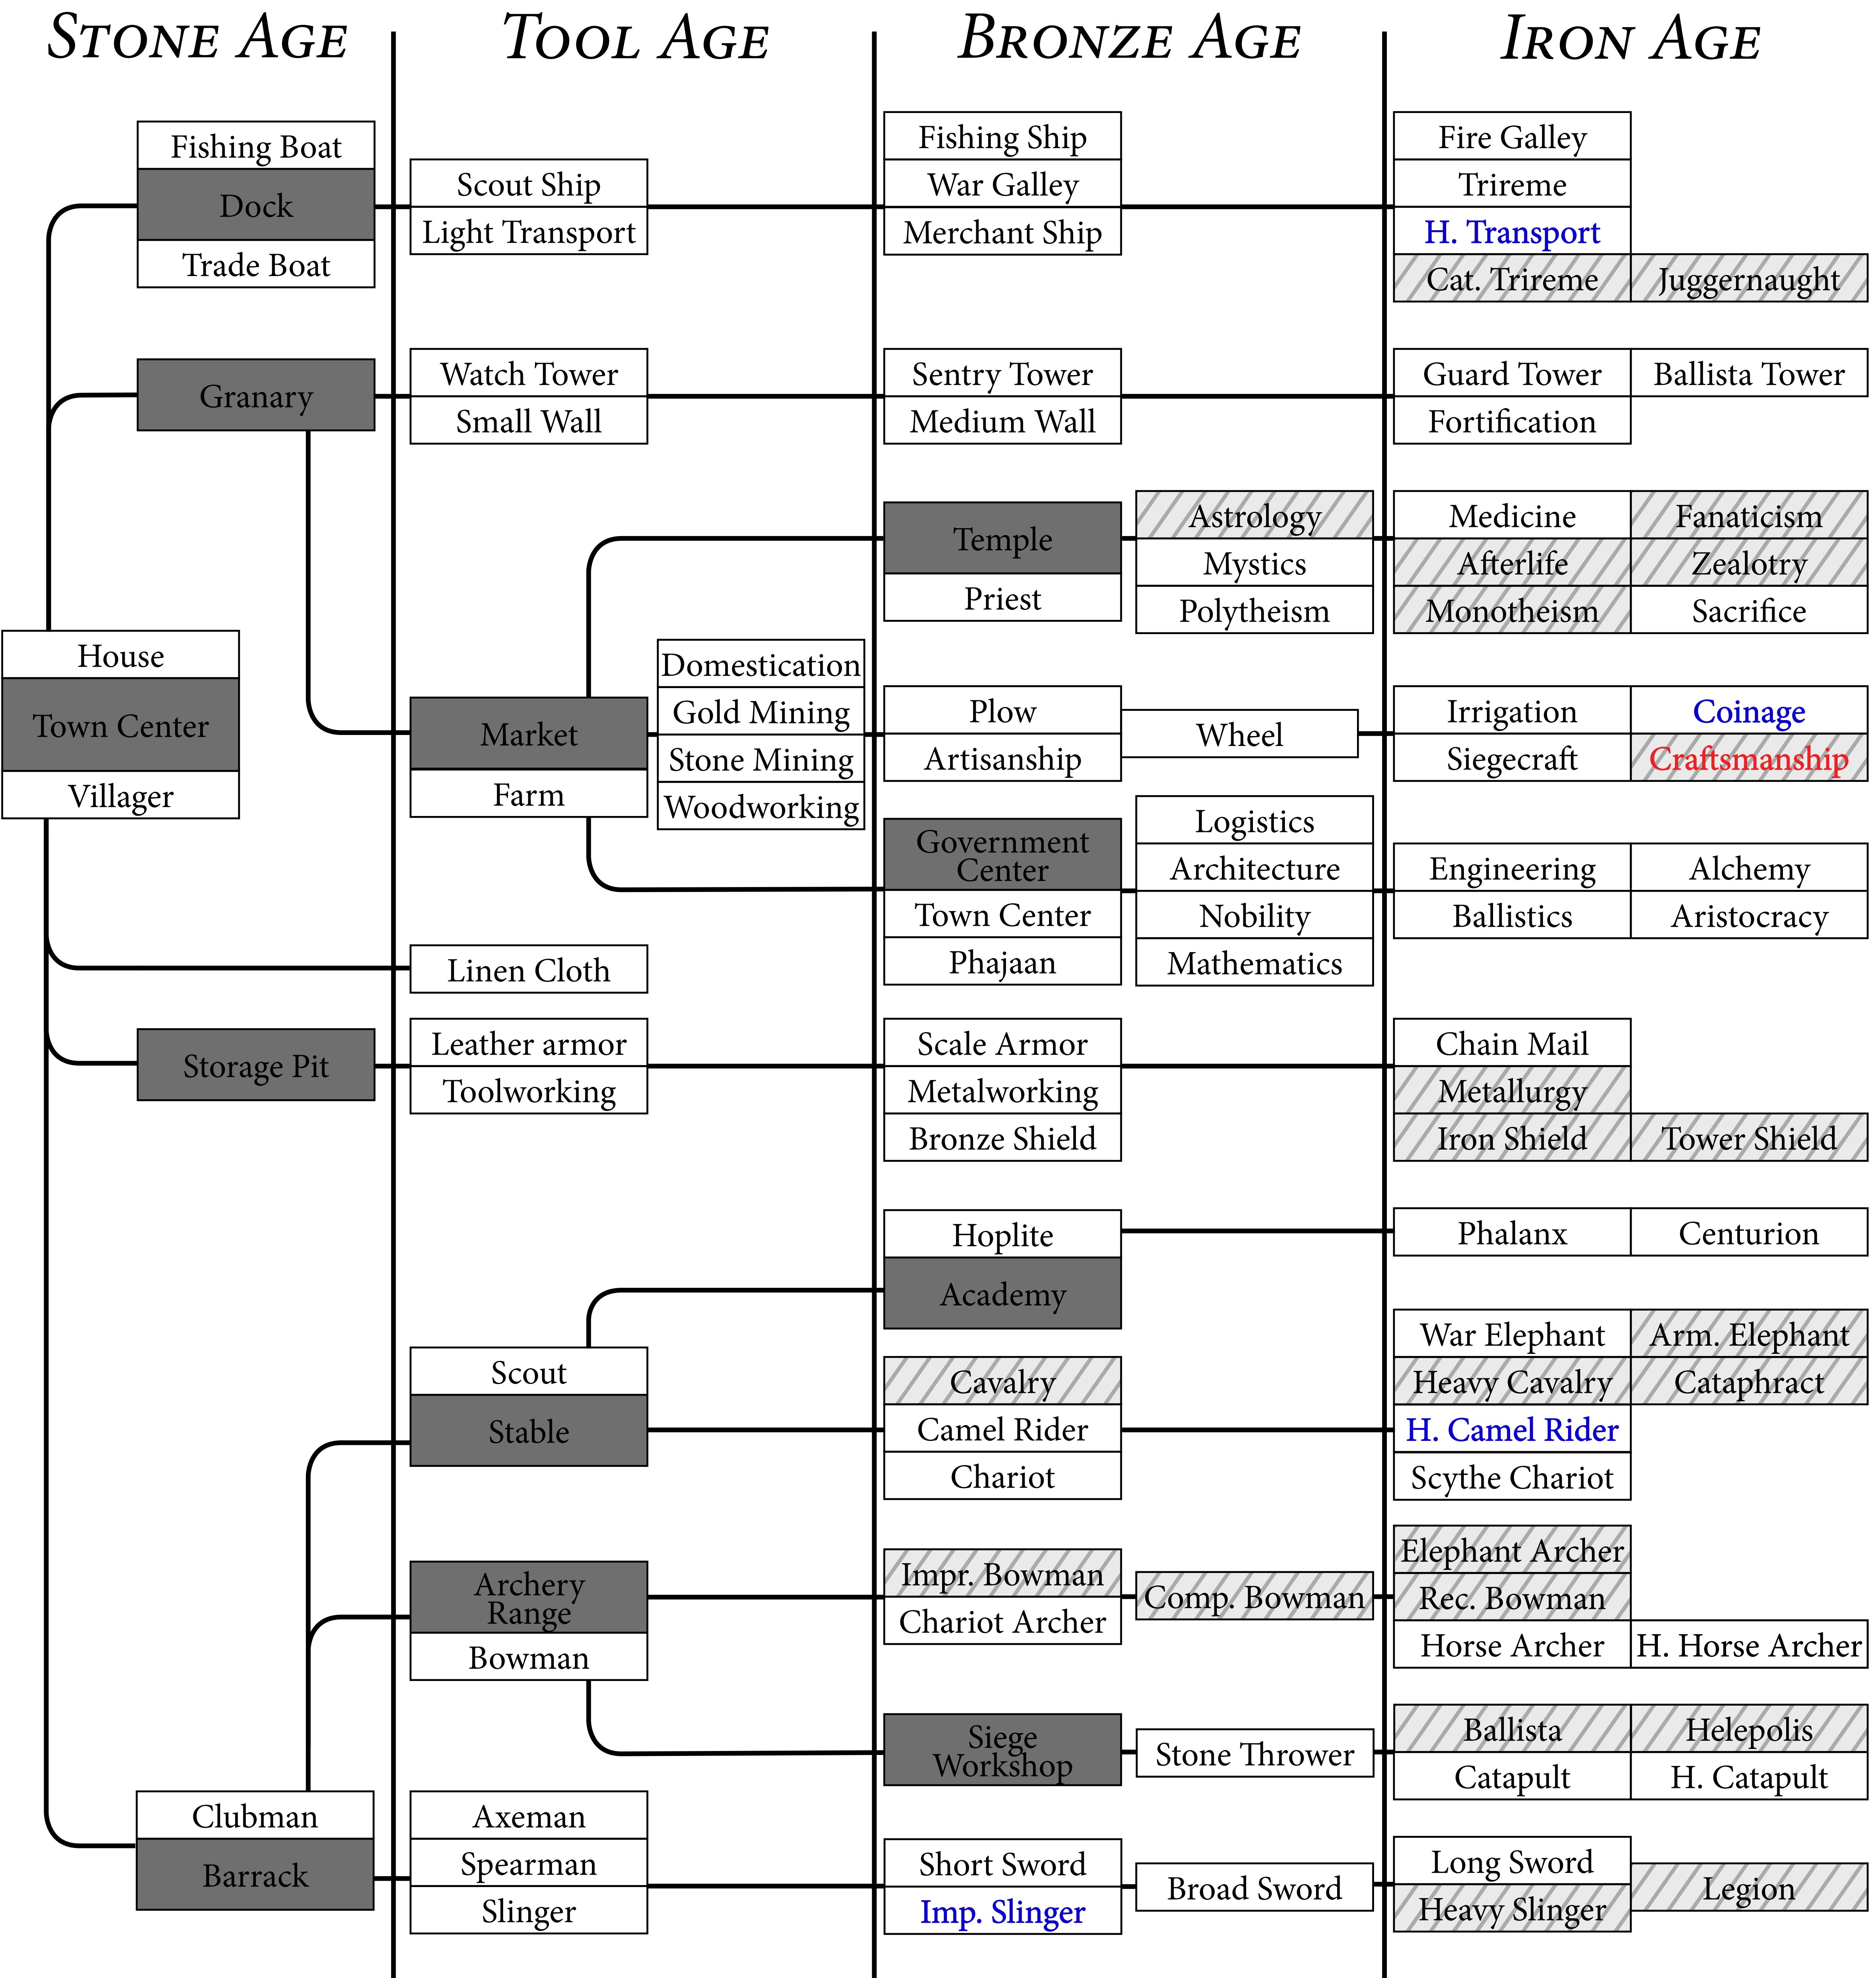 STONE AGE
TOOL AGE
BRONZE AGE
IRON AGE
Fishing Boat
Dock
Trade Boat
Scout Ship
Light Transport
Fishing Ship
War Galley
Merchant Ship
Fire Galley
Trireme
H. Transport
Cat. Trireme
Juggernaught
Granary
Watch Tower
Small Wall
Sentry Tower
Medium Wall
Guard Tower
Ballista Tower
Fortification
Temple
Priest
Astrology
Mystics
Polytheism
Medicine
Fanaticism
Afterlife
Zealotry
Monotheism
Sacrifice
House
Town Center
Villager
Market
Farm
Domestication
Gold Mining
Stone Mining
Woodworking
Plow
Artisanship
Wheel
Irrigation
Coinage
Siegecraft
Craftsmanship
Government
Center
Town Center
Phajaan
Logistics
Architecture
Nobility
Mathematics
Engineering
Alchemy
Ballistics
Aristocracy
Linen Cloth
Storage Pit
Leather armor
Toolworking
Scale Armor
Metalworking
Bronze Shield
Chain Mail
Metallurgy
Iron Shield
Tower Shield
Hoplite
Academy
Phalanx
Centurion
Scout
Stable
Cavalry
Camel Rider
Chariot
War Elephant
Arm. Elephant
Heavy Cavalry
Cataphract
H. Camel Rider
Scythe Chariot
Archery
Range
Bowman
Impr. Bowman
Chariot Archer
Comp. Bowman
Elephant Archer
Rec. Bowman
Horse Archer
H. Horse Archer
Siege
Workshop
Stone Thrower
Ballista
Helepolis
Catapult
H. Catapult
Clubman
Barrack
Axeman
Spearman
Slinger
Short Sword
Imp. Slinger
Broad Sword
Long Sword
Heavy Slinger
Legion